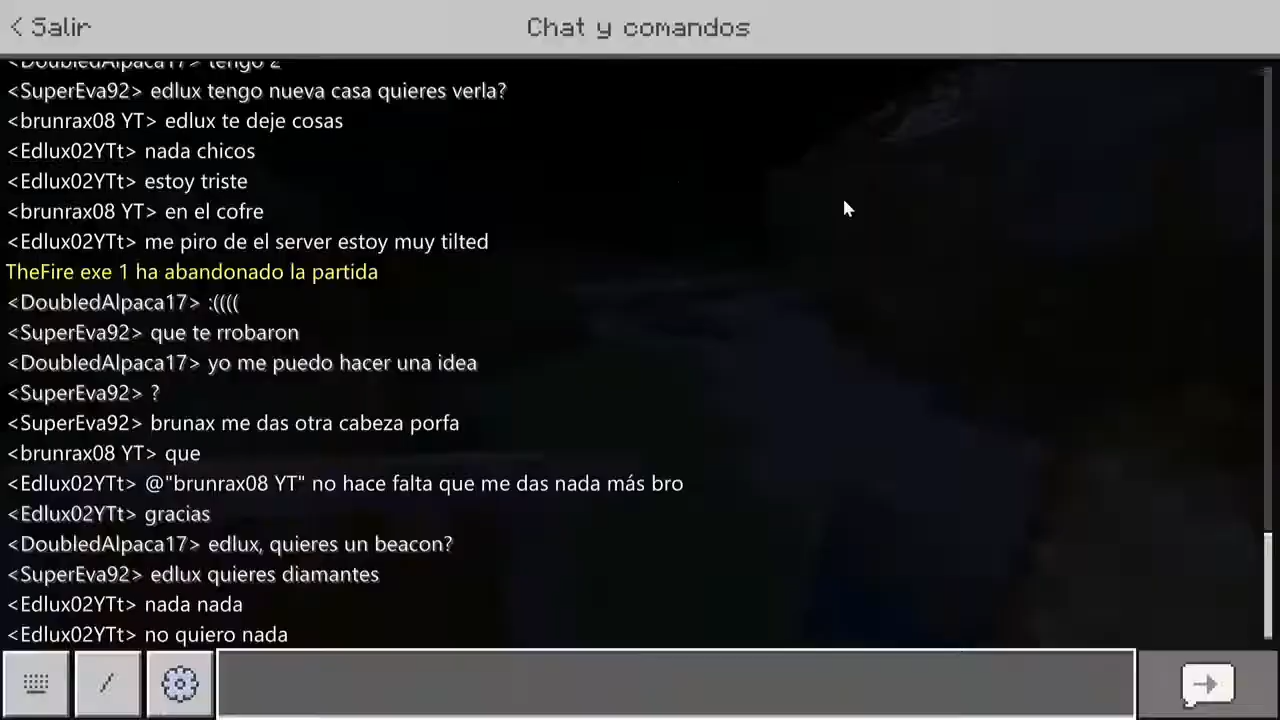 < Salir
Chat y comandos
<DoubledAlpaca17> tengo 2
<SuperEva92> edlux tengo nueva casa quieres verla?
<brunrax08 YT> edlux te deje cosas
<Edlux02YTt> nada chicos
<Edlux02YTt> estoy triste
<brunrax08 YT> en el cofre
<Edlux02YTt> me piro de el server estoy muy tilted
TheFire exe 1 ha abandonado la partida
<DoubledAlpaca17> :((((
<SuperEva92> que te rrobaron
<DoubledAlpaca17> yo me puedo hacer una idea
<SuperEva92> ?
<SuperEva92> brunax me das otra cabeza porfa
<brunrax08 YT> que
<Edlux02YTt> @"brunrax08 YT" no hace falta que me das nada más bro
<Edlux02YTt> gracias
<DoubledAlpaca17> edlux, quieres un beacon?
<SuperEva92> edlux quieres diamantes
<Edlux02YTt> nada nada
<Edlux02YTt> no quiero nada
/